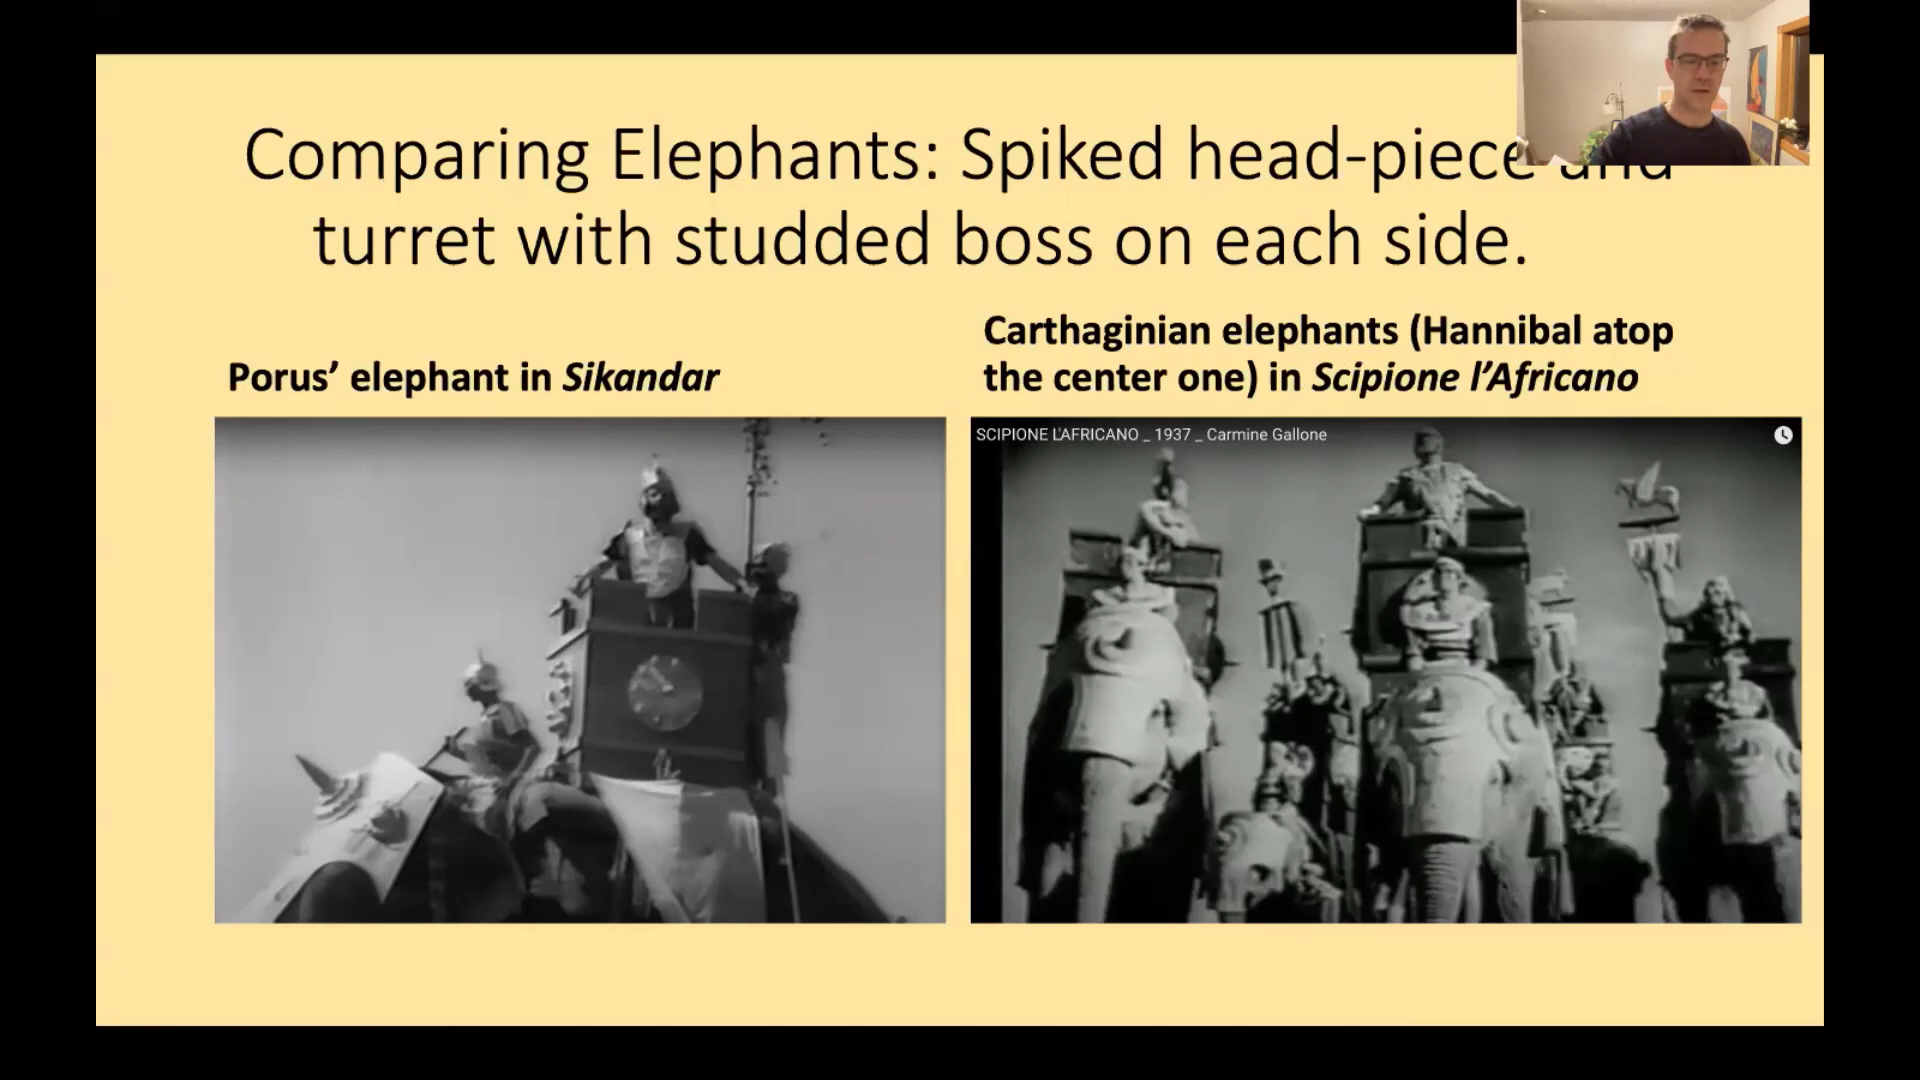 Comparing Elephants: Spiked head-piece and
turret with studded boss on each side.
Porus’ elephant in Sikandar
Carthaginian elephants (Hannibal atop
the center one) in Scipione l’Africano
SCIPIONE L'AFRICANO _ 1937 _ Carmine Gallone